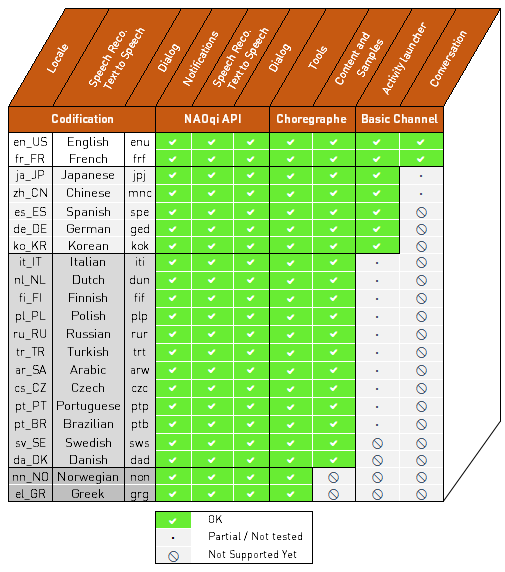 Locale
Speech Reco.
Text to Speech
Dialog
Notifications
Speech Reco.
Text to Speech
Dialog
Tools
Content and
Samples
Activity launcher
Conversation
Codification NAOqi API Choregraphe Basic Channel
en_US English enu
fr_FR French frf
ja_JP Japanese jpj
zh_CN Chinese mnc
es_ES Spanish spe
de_DE German ged
ko_KR Korean kok
it_IT Italian iti
nl_NL Dutch dun
fi_FI Finnish fif
pl_PL Polish plp
ru_RU Russian rur
tr_TR Turkish trt
ar_SA Arabic arw
cs_CZ Czech czc
pt_PT Portuguese ptp
pt_BR Brazilian ptb
sv_SE Swedish sws
da_DK Danish dad
nn_NO Norwegian non
el_GR Greek grg
OK
Partial / Not tested
Not Supported Yet